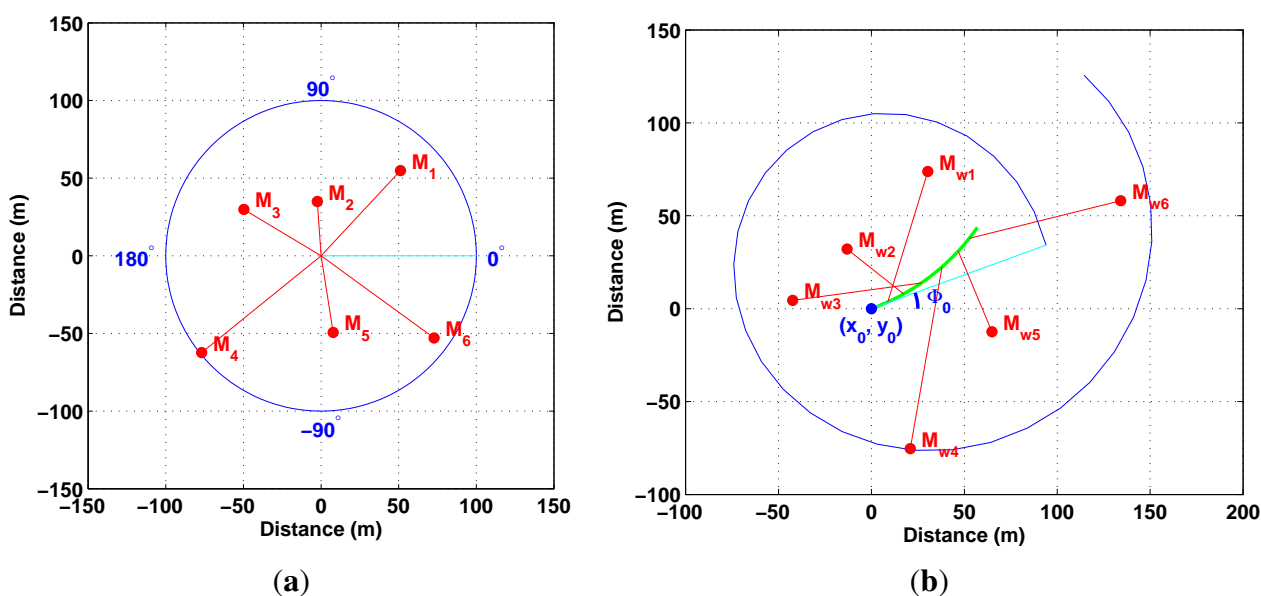 150
100
50
0
−50
−100
−150
−150 −100 −50 0 50 100 150
Distance (m)
Distance (m)
90°
180°
0°
−90°
M1
M2
M3
M4
M5
M6
(a)
150
100
50
0
−50
−100
−100 −50 0 50 100 150 200
Distance (m)
Distance (m)
Mw1
Mw2
Mw3
Mw4
Mw5
Mw6
Φ0
(x0, y0)
(b)